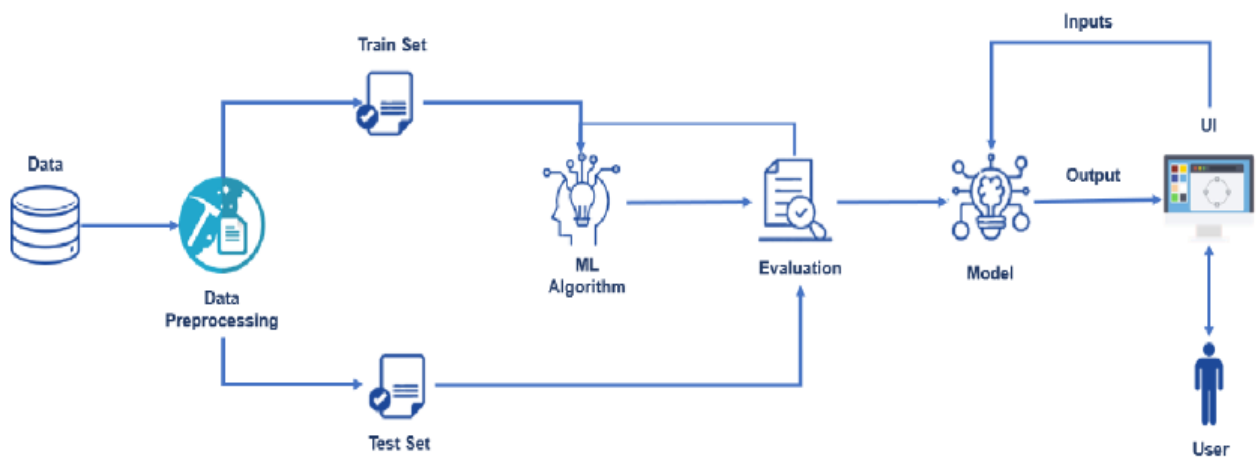 Inputs
Train Set
UI
Data
Output
ML
Algorithm
Evaluation
Model
Data
Preprocessing
Test Set
User